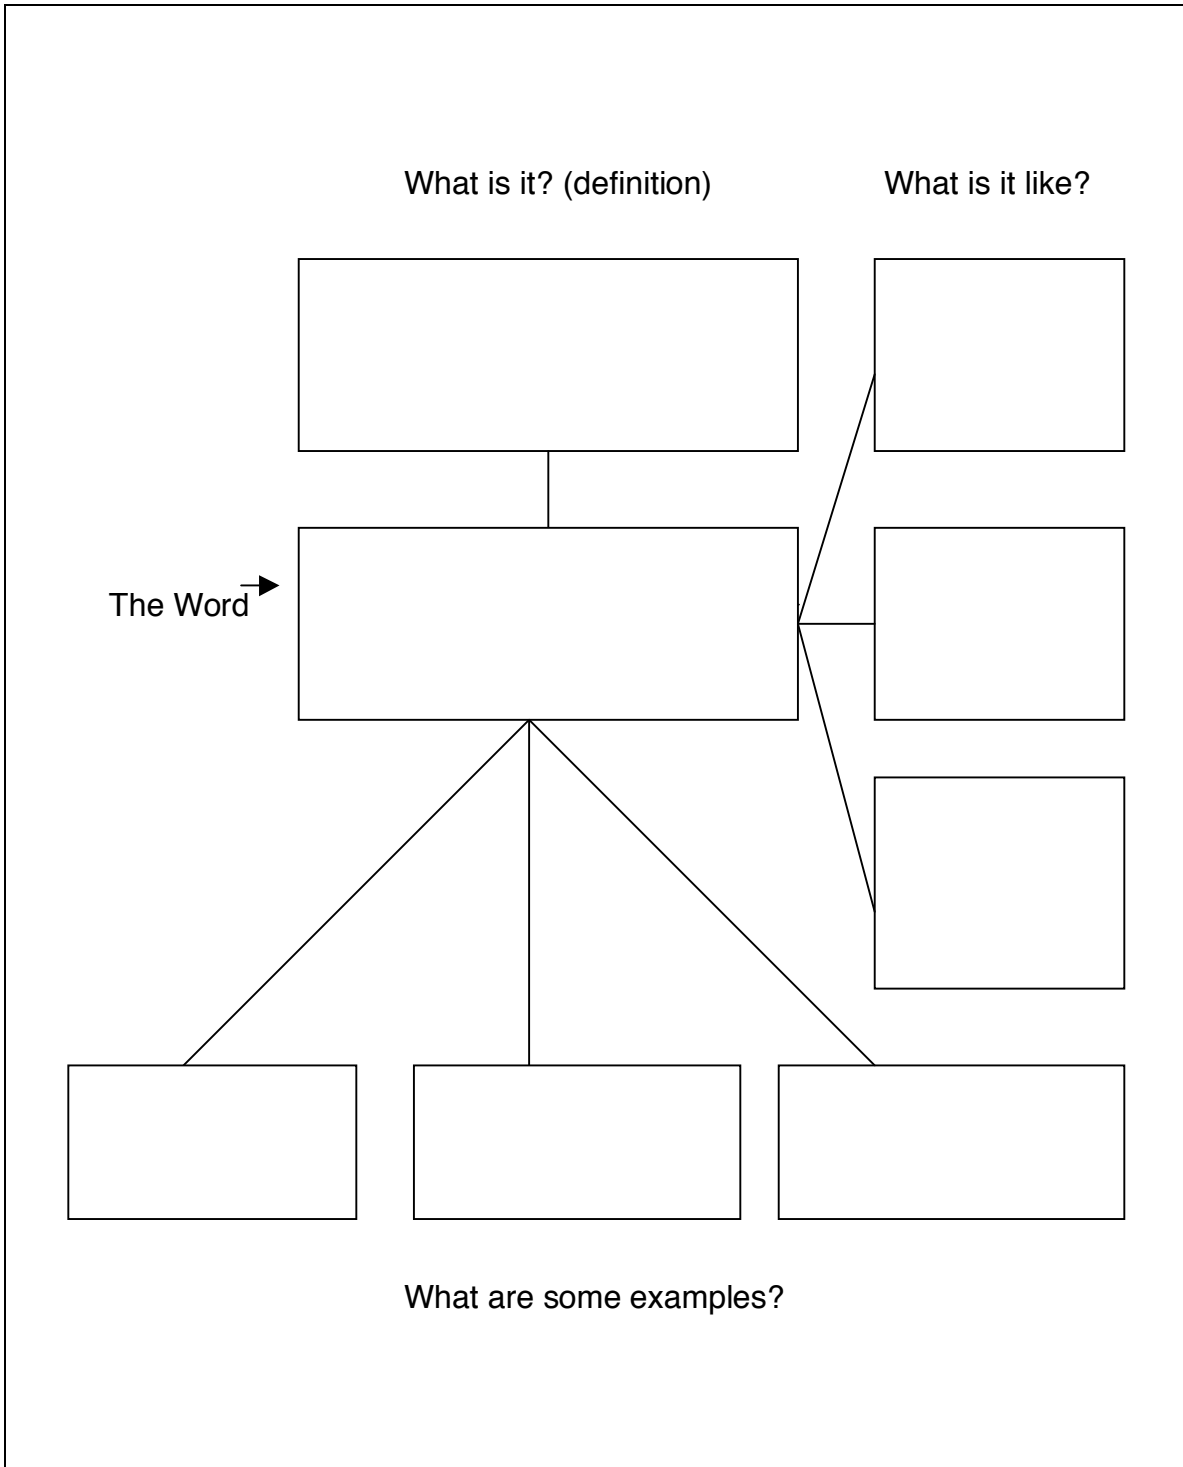 What is it? (definition)
What is it like?
The Word
What are some examples?